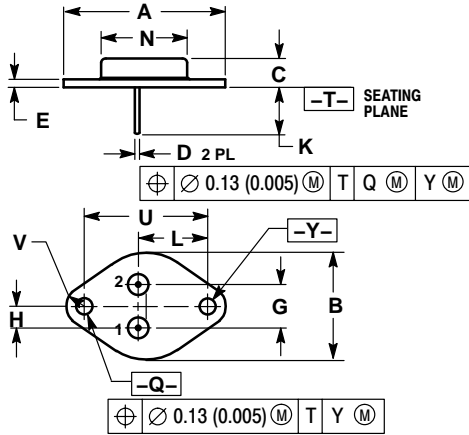 A
N
C
E
–T–
SEATING
PLANE
K
D 2 PL
⌖ ∅ 0.13 (0.005) Ⓜ T Q Ⓜ Y Ⓜ
U
V
L
–Y–
2
H
G
B
1
–Q–
⌖ ∅ 0.13 (0.005) Ⓜ T Y Ⓜ